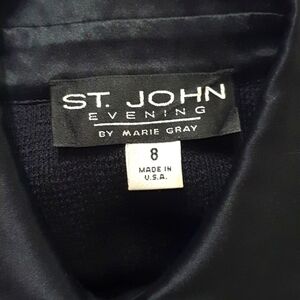 ST. JOHN
EVENING
BY MARIE GRAY
8
MADE IN
U.S.A.